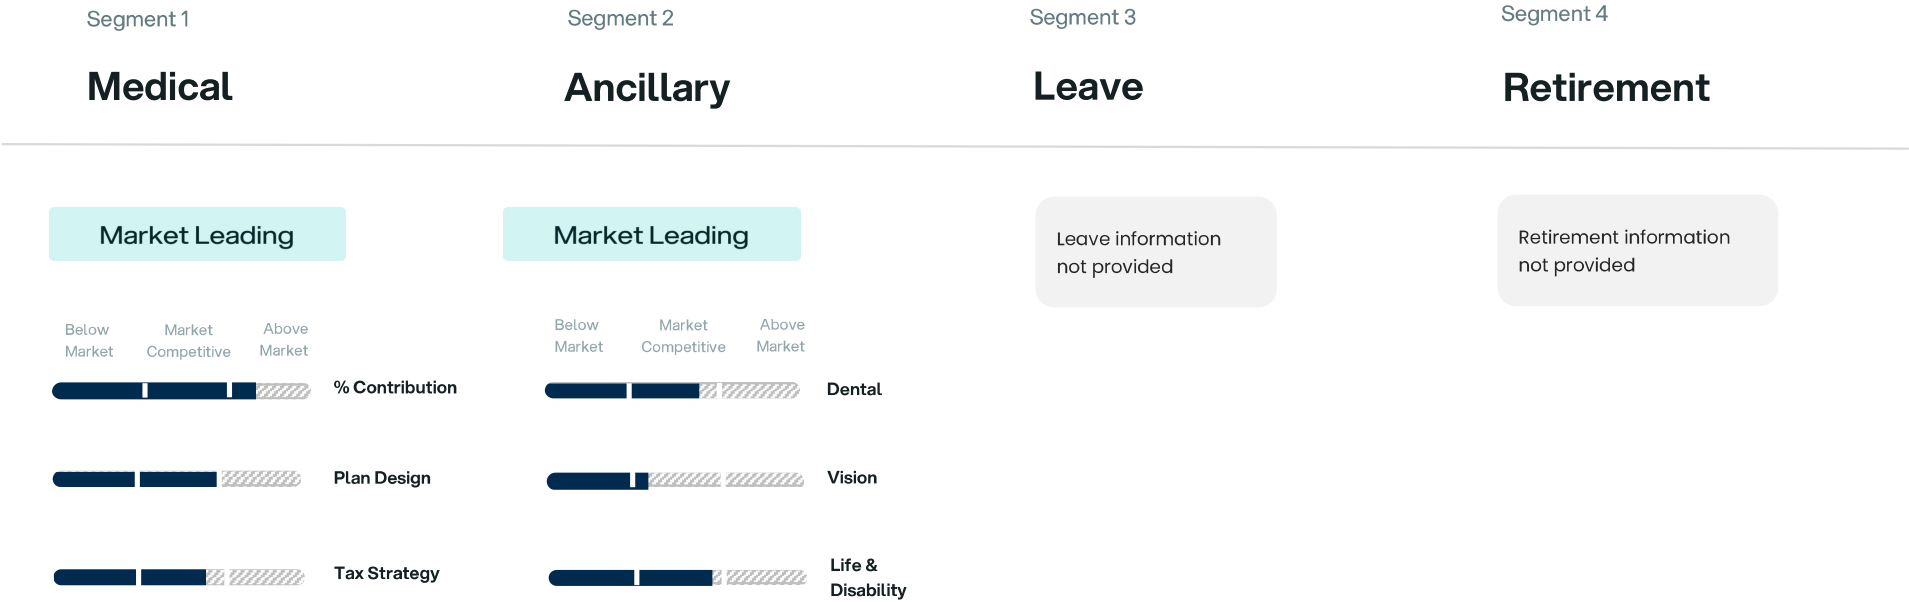 Segment 1
Segment 2
Segment 3
Segment 4
Medical
Ancillary
Leave
Retirement
Market Leading
Market Leading
Leave information
not provided
Retirement information
not provided
Below
Market
Market
Competitive
Above
Market
Below
Market
Market
Competitive
Above
Market
% Contribution
Dental
Plan Design
Vision
Tax Strategy
Life &
Disability